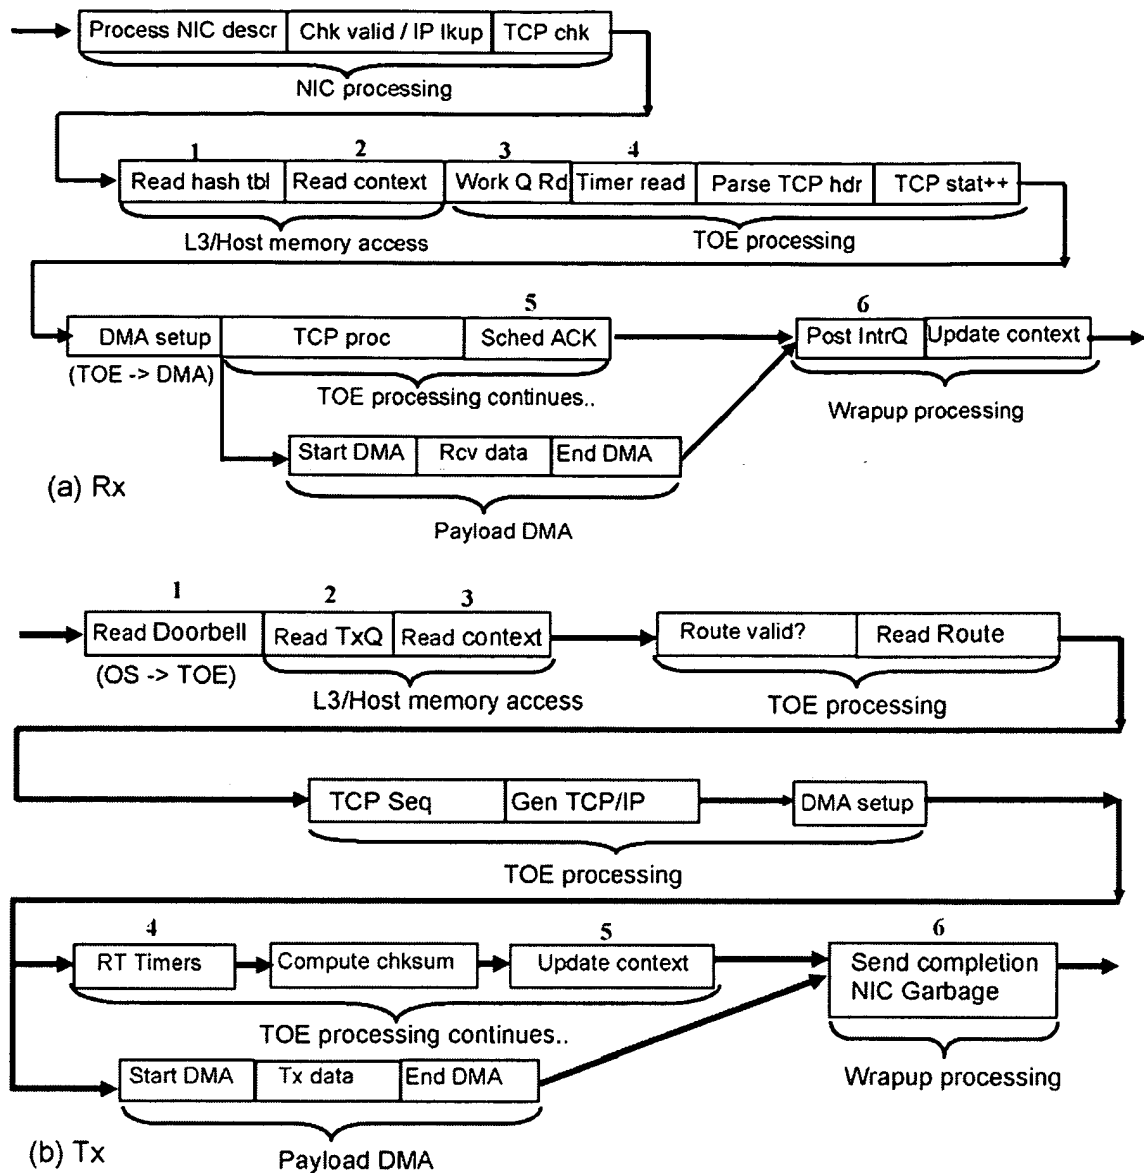 Process NIC descr Chk valid / IP lkup TCP chk
NIC processing
1 2 3 4
Read hash tbl Read context Work Q Rd Timer read Parse TCP hdr TCP stat++
L3/Host memory access TOE processing
5 6
DMA setup TCP proc Sched ACK Post IntrQ Update context
(TOE -> DMA)
TOE processing continues..
Wrapup processing
Start DMA Rcv data End DMA
(a) Rx
Payload DMA
1 2 3
Read Doorbell Read TxQ Read context Route valid? Read Route
(OS -> TOE)
L3/Host memory access TOE processing
TCP Seq Gen TCP/IP DMA setup
TOE processing
4 5 6
RT Timers Compute chksum Update context Send completion
NIC Garbage
TOE processing continues..
Start DMA Tx data End DMA
Wrapup processing
(b) Tx
Payload DMA